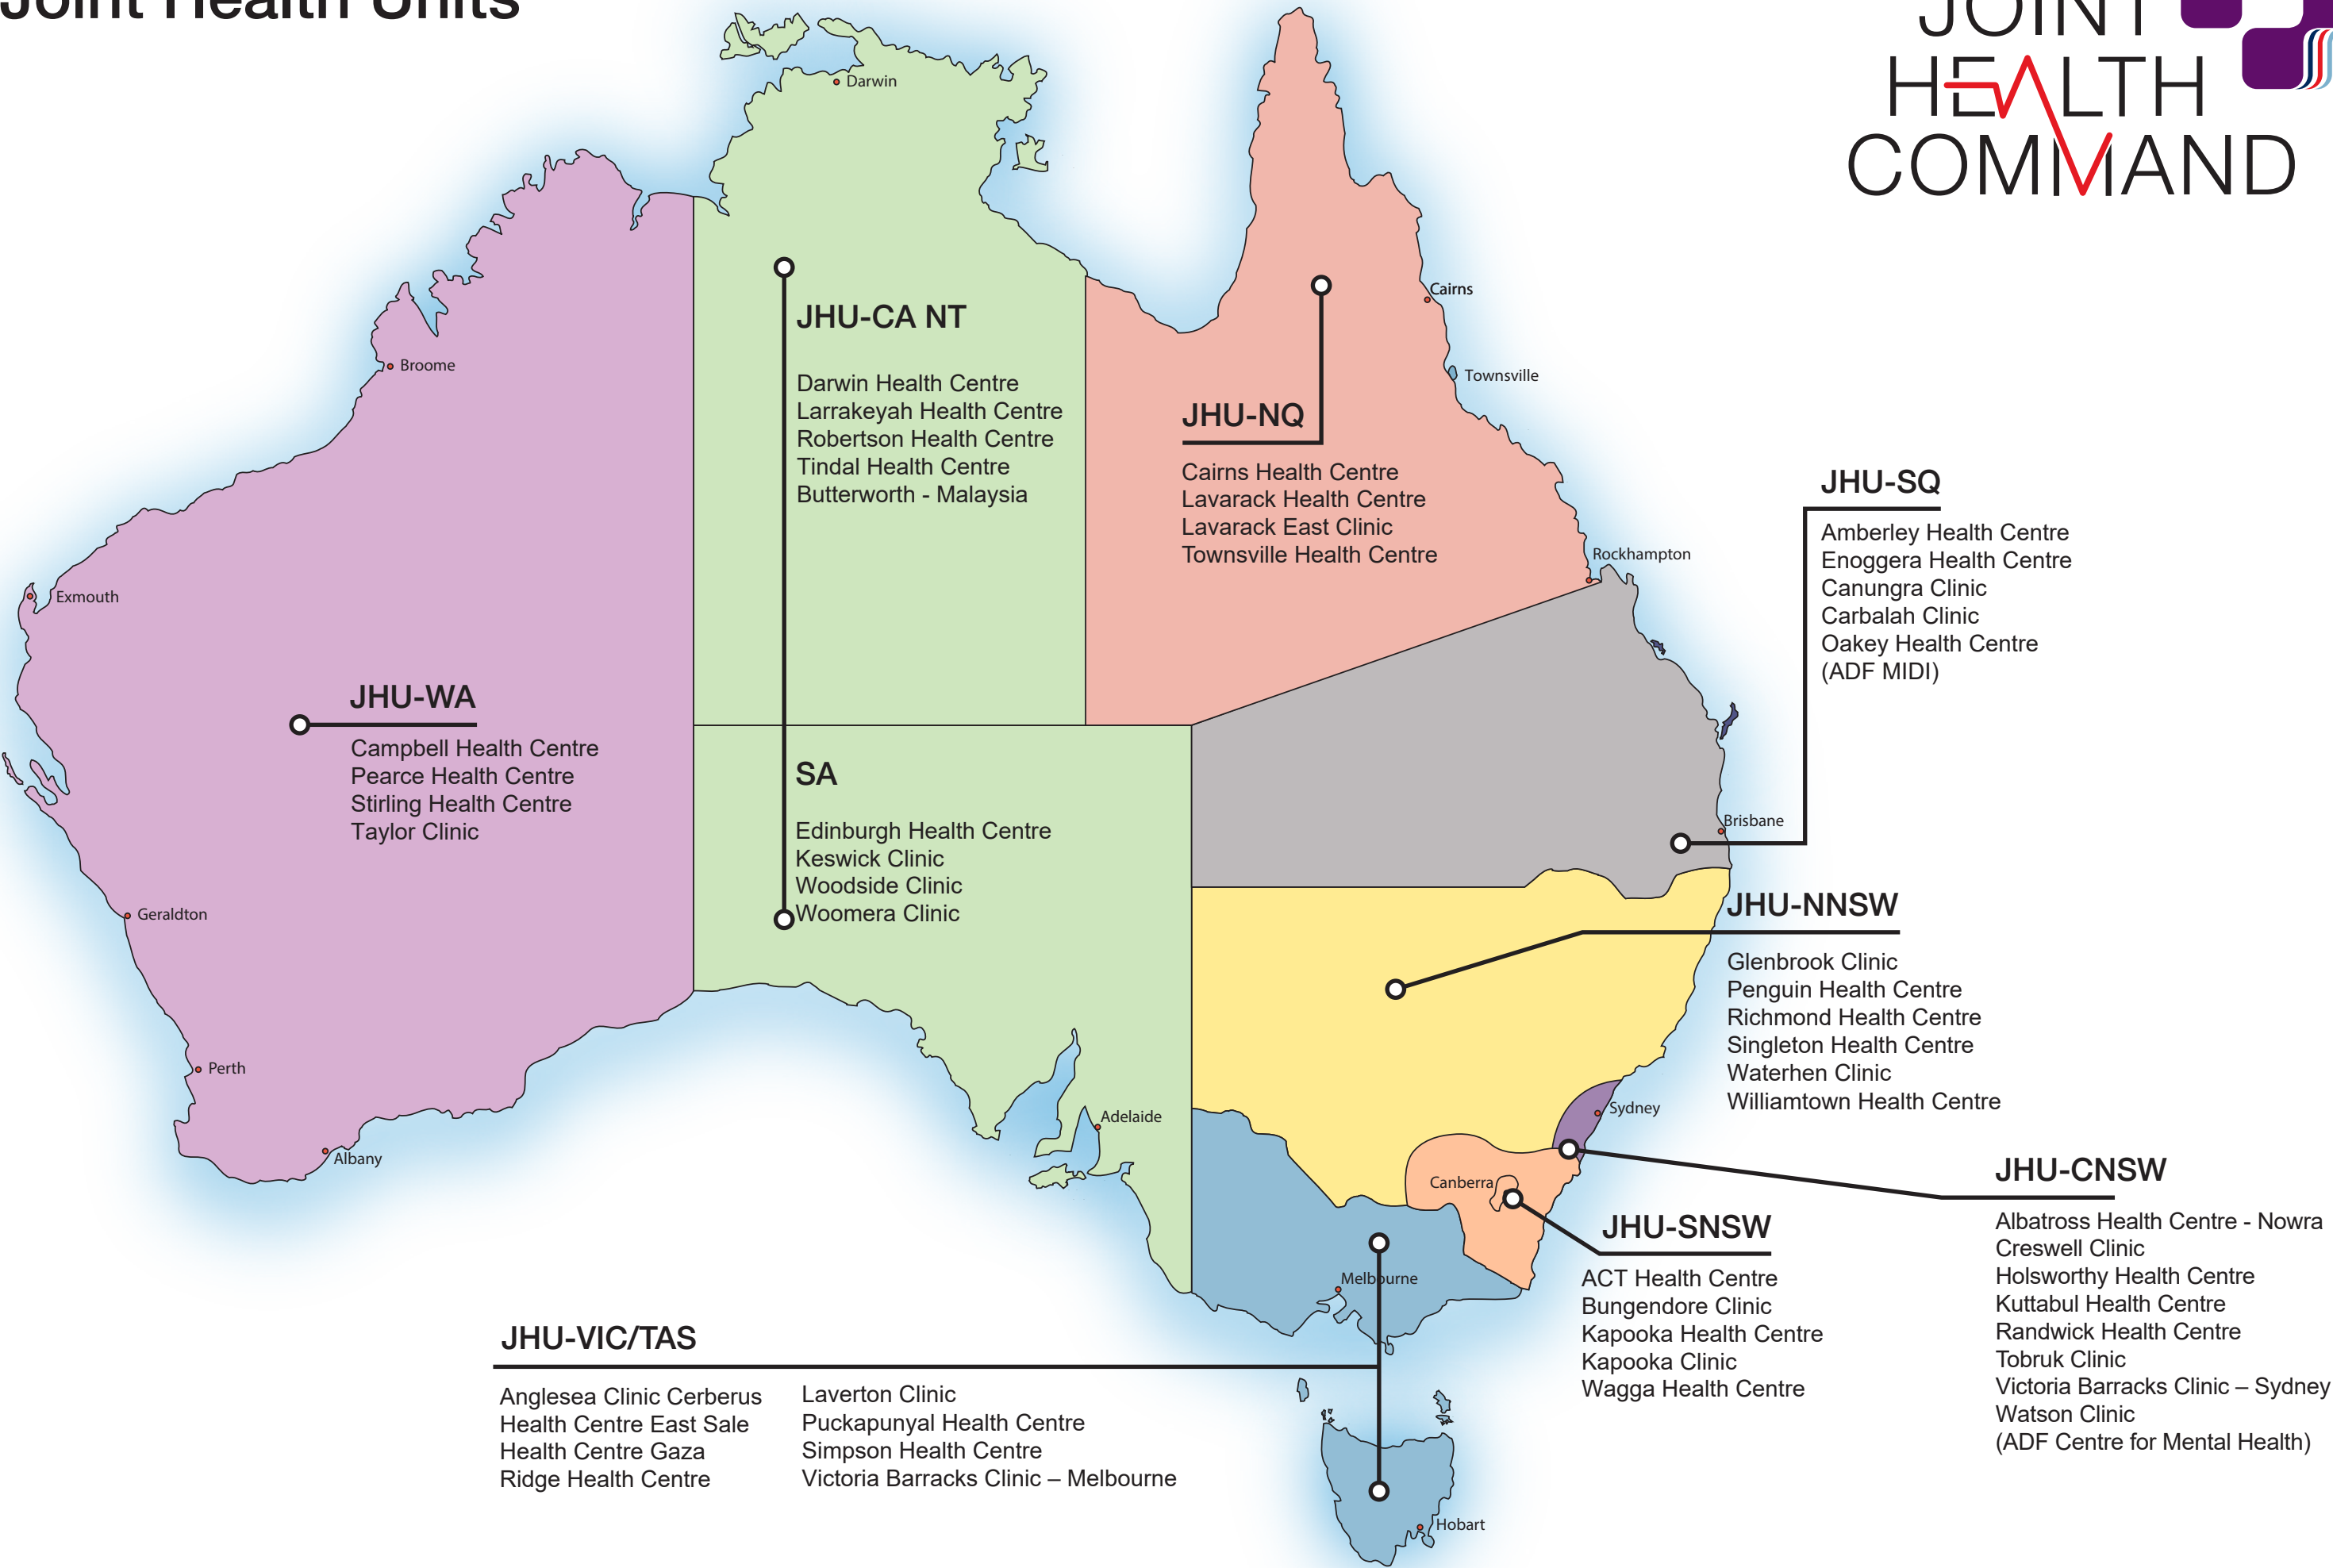 Joint Health Units
JOINT
HEALTH
COMMAND
Darwin
Broome
Exmouth
Geraldton
Perth
Albany
Adelaide
Cairns
Townsville
Rockhampton
Brisbane
Sydney
Canberra
Melbourne
Hobart
JHU-CA NT
Darwin Health Centre
Larrakeyah Health Centre
Robertson Health Centre
Tindal Health Centre
Butterworth - Malaysia
SA
Edinburgh Health Centre
Keswick Clinic
Woodside Clinic
Woomera Clinic
JHU-NQ
Cairns Health Centre
Lavarack Health Centre
Lavarack East Clinic
Townsville Health Centre
JHU-SQ
Amberley Health Centre
Enoggera Health Centre
Canungra Clinic
Carbalah Clinic
Oakey Health Centre
(ADF MIDI)
JHU-WA
Campbell Health Centre
Pearce Health Centre
Stirling Health Centre
Taylor Clinic
JHU-NNSW
Glenbrook Clinic
Penguin Health Centre
Richmond Health Centre
Singleton Health Centre
Waterhen Clinic
Williamtown Health Centre
JHU-CNSW
Albatross Health Centre - Nowra
Creswell Clinic
Holsworthy Health Centre
Kuttabul Health Centre
Randwick Health Centre
Tobruk Clinic
Victoria Barracks Clinic – Sydney
Watson Clinic
(ADF Centre for Mental Health)
JHU-SNSW
ACT Health Centre
Bungendore Clinic
Kapooka Health Centre
Kapooka Clinic
Wagga Health Centre
JHU-VIC/TAS
Anglesea Clinic Cerberus
Health Centre East Sale
Health Centre Gaza
Ridge Health Centre
Laverton Clinic
Puckapunyal Health Centre
Simpson Health Centre
Victoria Barracks Clinic – Melbourne